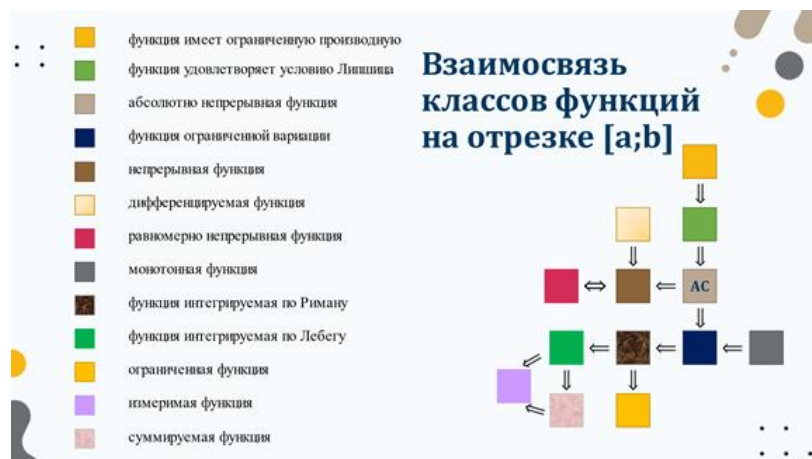 функция имеет ограниченную производную
функция удовлетворяет условию Липшица
абсолютно непрерывная функция
функция ограниченной вариации
непрерывная функция
дифференцируемая функция
равномерно непрерывная функция
монотонная функция
функция интегрируемая по Риману
функция интегрируемая по Лебегу
ограниченная функция
измеримая функция
суммируемая функция
Взаимосвязь
классов функций
на отрезке [a;b]
AC